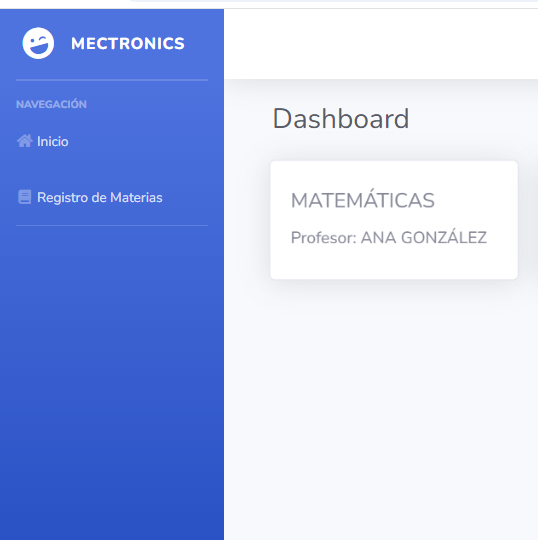 MECTRONICS
NAVEGACIÓN
Inicio
Registro de Materias
Dashboard
MATEMÁTICAS
Profesor: ANA GONZÁLEZ